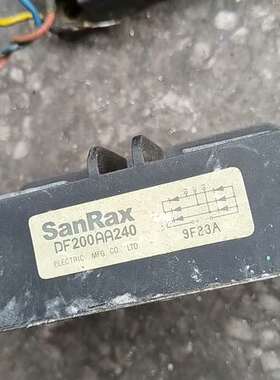 SanRax
DF200AA240
ELECTRIC MFG CO. LTD
9F23A